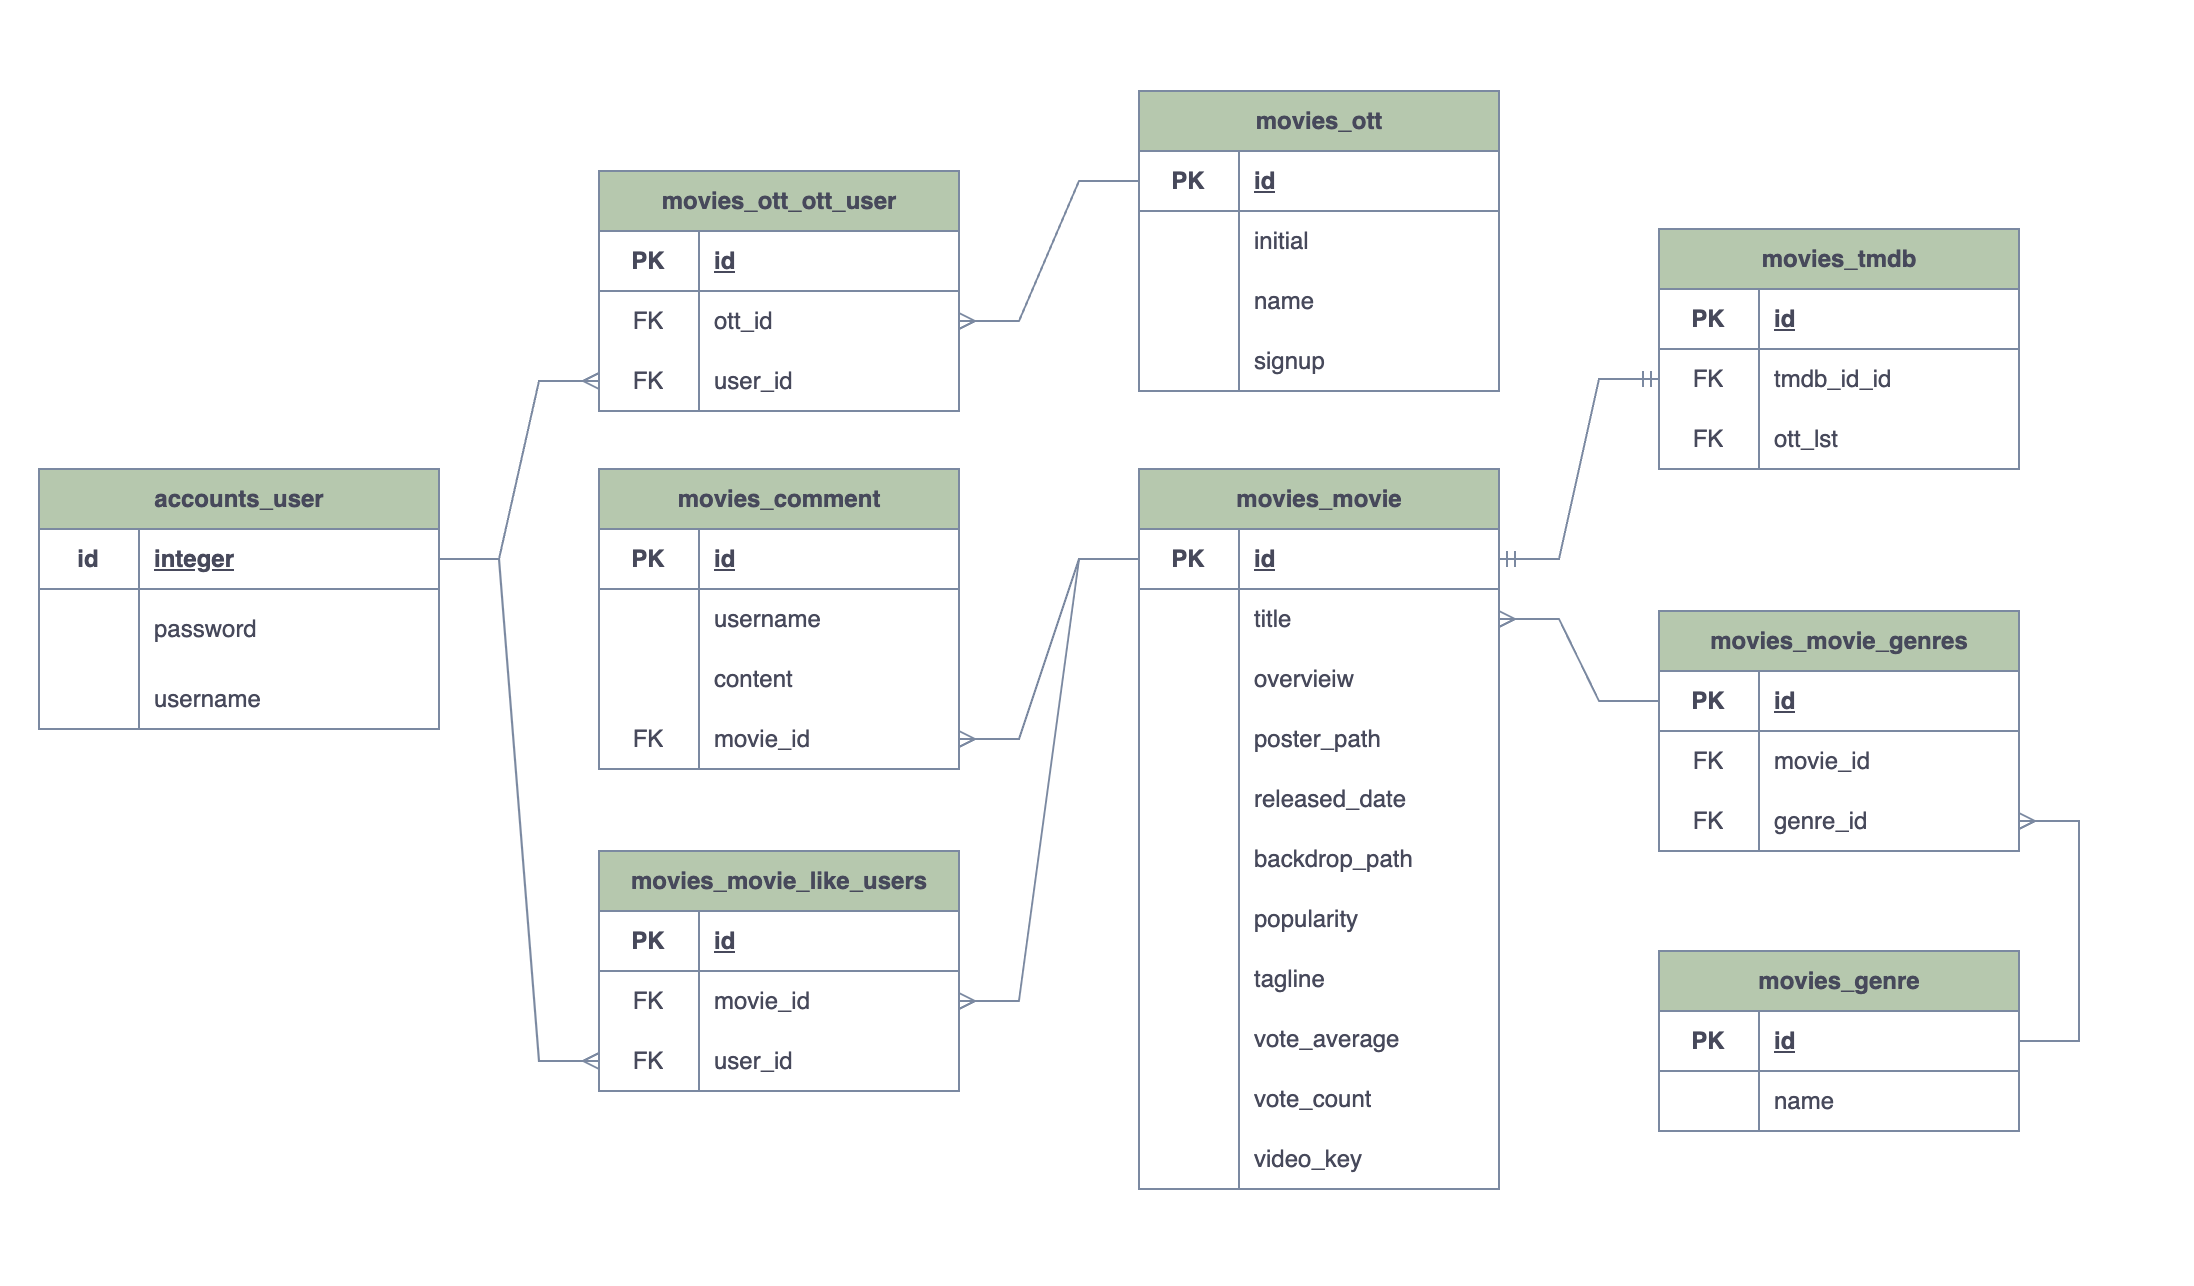 movies_ott
PK id
initial
name
signup
movies_ott_ott_user
PK id
FK ott_id
FK user_id
movies_tmdb
PK id
FK tmdb_id_id
FK ott_lst
accounts_user
id integer
password
username
movies_comment
PK id
username
content
FK movie_id
movies_movie
PK id
title
overvieiw
poster_path
released_date
backdrop_path
popularity
tagline
vote_average
vote_count
video_key
movies_movie_genres
PK id
FK movie_id
FK genre_id
movies_movie_like_users
PK id
FK movie_id
FK user_id
movies_genre
PK id
name